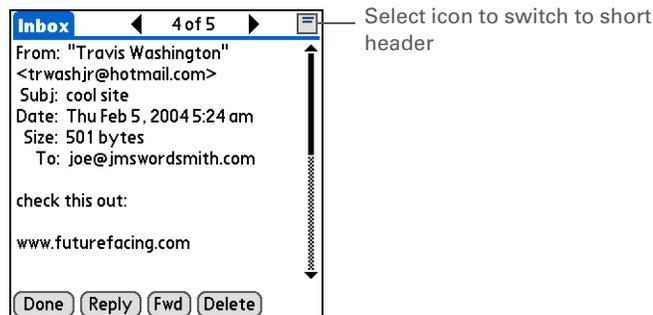 Inbox 4 of 5
Select icon to switch to short
header
From: "Travis Washington"
<trwashjr@hotmail.com>
Subj: cool site
Date: Thu Feb 5, 2004 5:24 am
Size: 501 bytes
To: joe@jmswordsmith.com
check this out:
www.futurefacing.com
Done Reply Fwd Delete